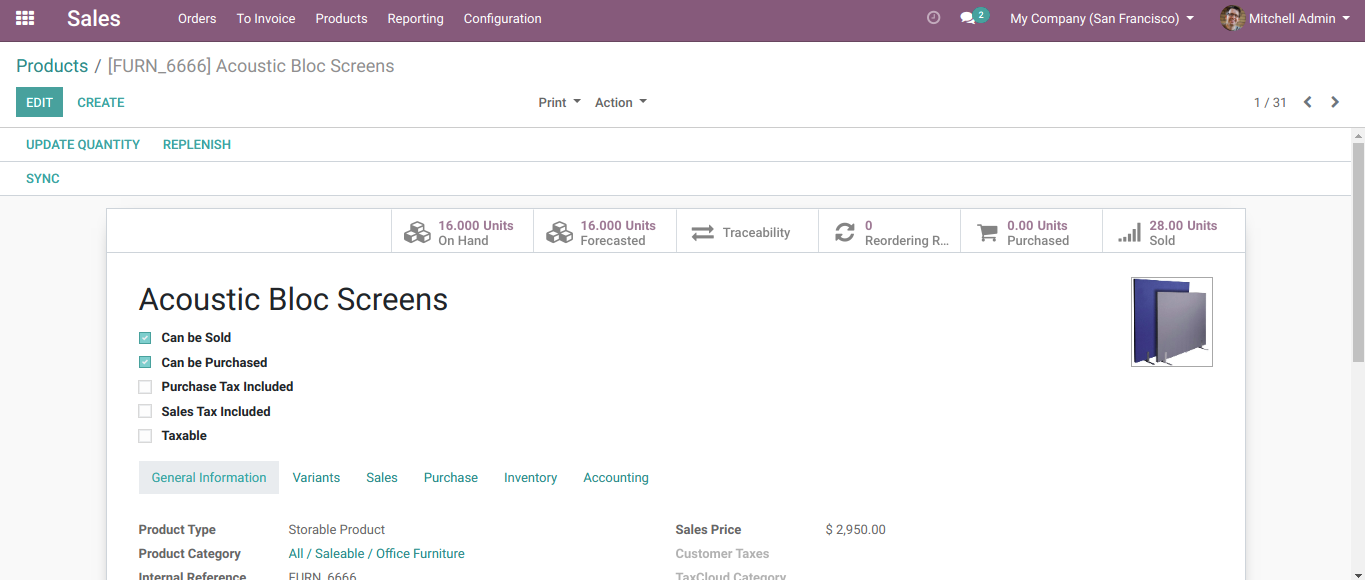 Sales Orders To Invoice Products Reporting Configuration 2 My Company (San Francisco) Mitchell Admin
Products / [FURN_6666] Acoustic Bloc Screens
EDIT CREATE Print Action 1 / 31
UPDATE QUANTITY REPLENISH
SYNC
16.000 Units 16.000 Units 0 0.00 Units 28.00 Units
On Hand Forecasted Traceability Reordering R... Purchased Sold
Acoustic Bloc Screens
Can be Sold
Can be Purchased
Purchase Tax Included
Sales Tax Included
Taxable
General Information Variants Sales Purchase Inventory Accounting
Product Type Storable Product Sales Price $ 2,950.00
Product Category All / Saleable / Office Furniture Customer Taxes
Internal Reference FURN_6666 TaxCloud Category